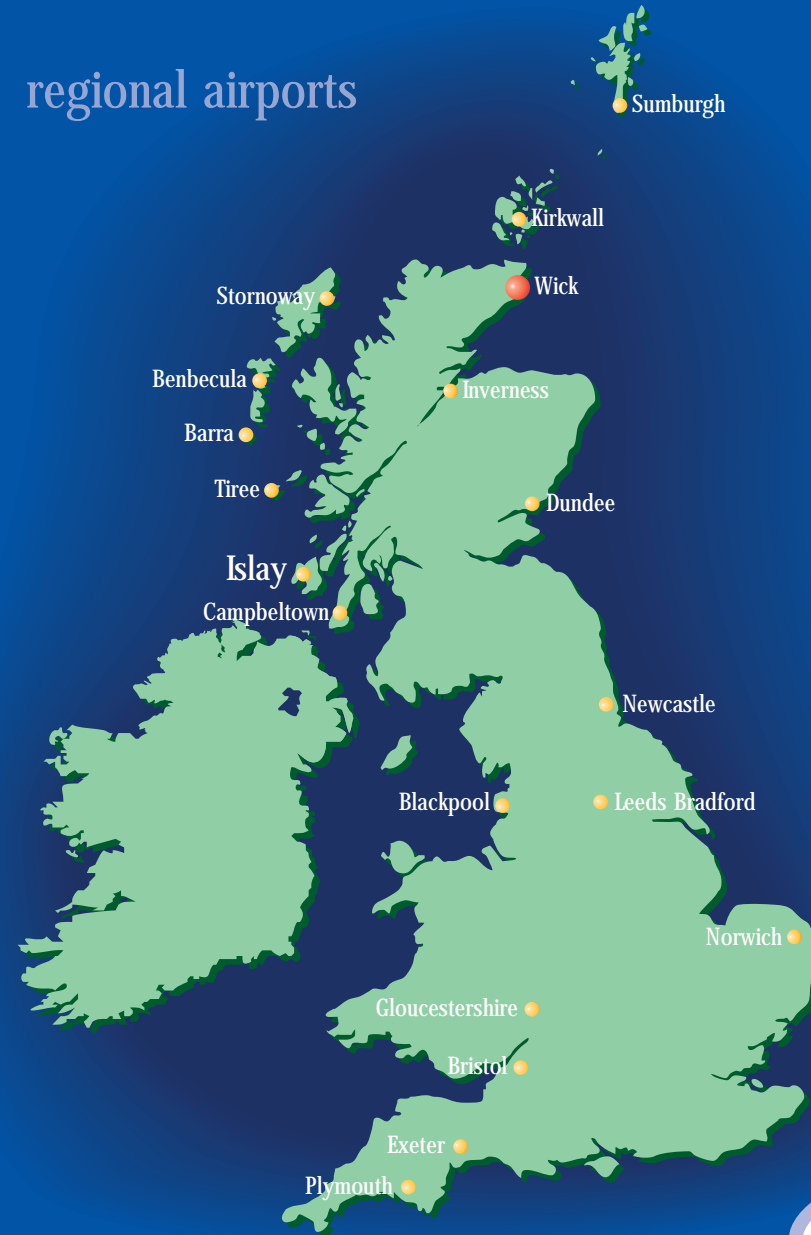 regional airports
Sumburgh
Kirkwall
Wick
Stornoway
Benbecula
Inverness
Barra
Tiree
Dundee
Islay
Campbeltown
Newcastle
Blackpool
Leeds Bradford
Norwich
Gloucestershire
Bristol
Exeter
Plymouth